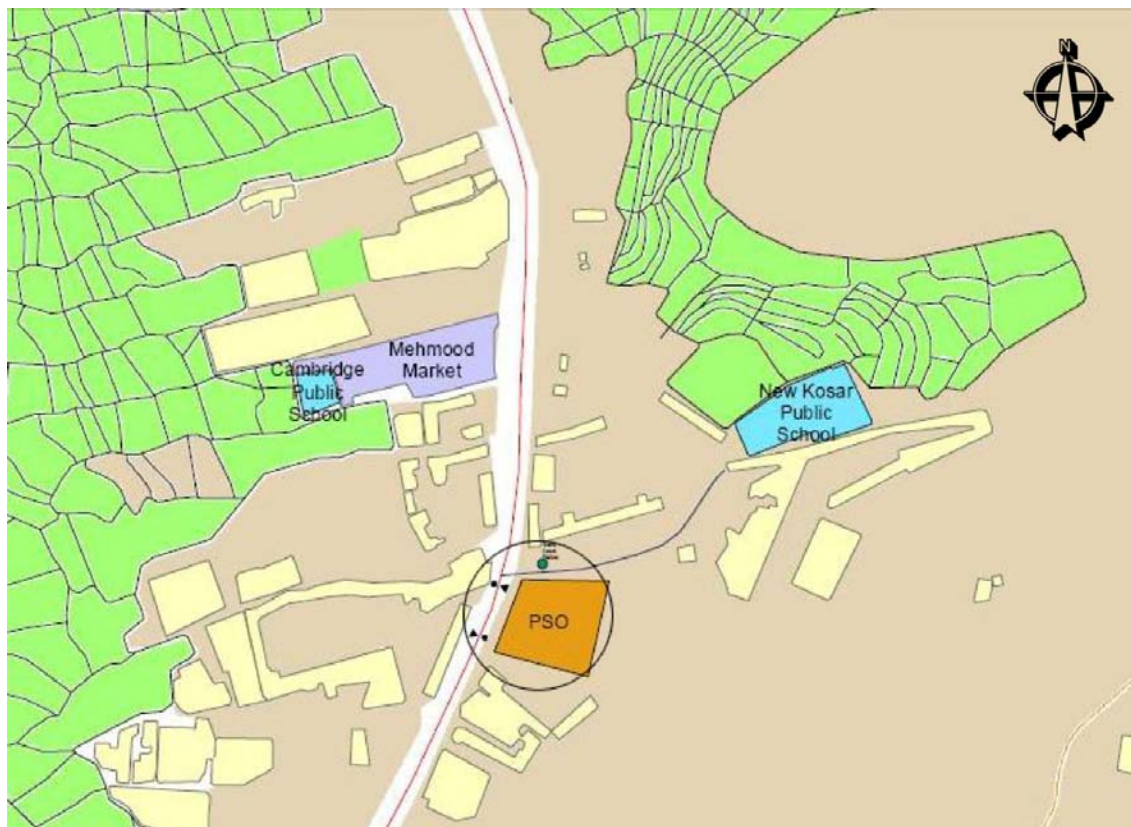 N
Mehmood
Market
Cambridge
Public
School
New Kosar
Public
School
PSO